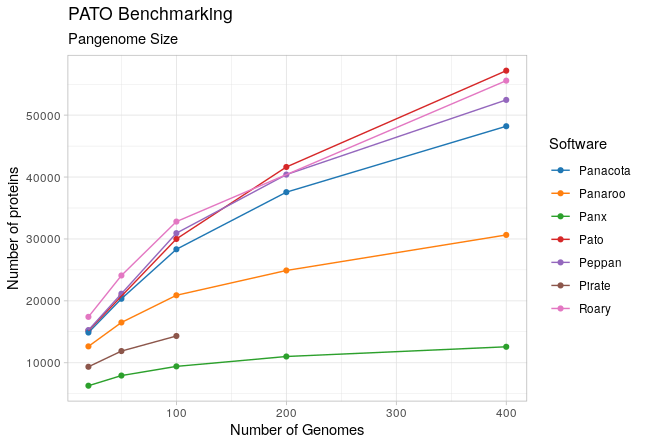 PATO Benchmarking
Pangenome Size
Number of proteins
50000
40000
30000
20000
10000
100
200
300
400
Number of Genomes
Software
Panacota
Panaroo
Panx
Pato
Peppan
PIrate
Roary